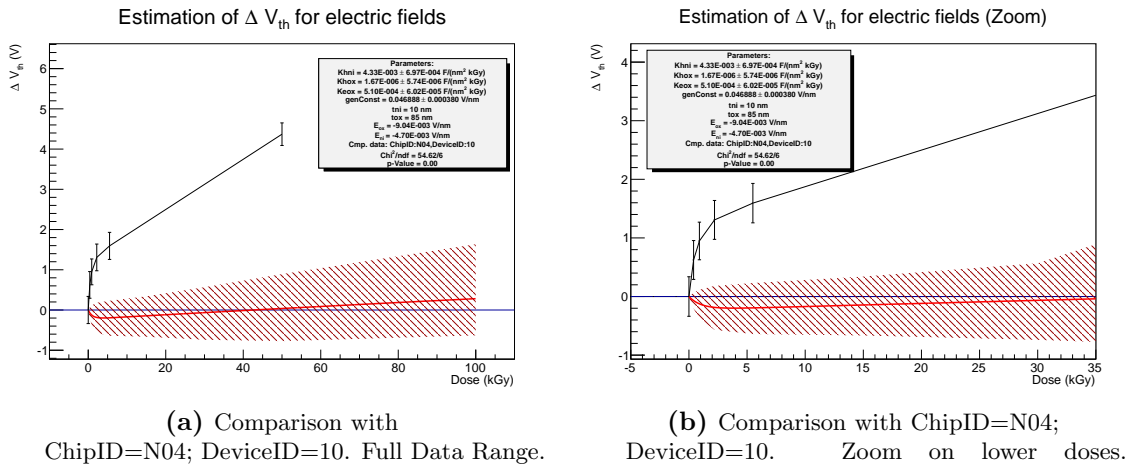 Estimation of Δ V_th for electric fields
Δ V_th (V)
6
5
4
3
2
1
0
-1
Parameters:
Khni = 4.33E-003 ± 6.97E-004 F/(nm² kGy)
Khox = 1.67E-006 ± 5.74E-006 F/(nm² kGy)
Keox = 5.10E-004 ± 6.02E-005 F/(nm² kGy)
genConst = 0.046888 ± 0.000380 V/nm
tni = 10 nm
tox = 85 nm
E_ox = -9.04E-003 V/nm
E_ni = -4.70E-003 V/nm
Cmp. data: ChipID:N04,DeviceID:10
Chi²/ndf = 54.62/6
p-Value = 0.00
0 20 40 60 80 100
Dose (kGy)
(a) Comparison with
ChipID=N04; DeviceID=10. Full Data Range.
Estimation of Δ V_th for electric fields (Zoom)
Δ V_th (V)
4
3
2
1
0
-1
Parameters:
Khni = 4.33E-003 ± 6.97E-004 F/(nm² kGy)
Khox = 1.67E-006 ± 5.74E-006 F/(nm² kGy)
Keox = 5.10E-004 ± 6.02E-005 F/(nm² kGy)
genConst = 0.046888 ± 0.000380 V/nm
tni = 10 nm
tox = 85 nm
E_ox = -9.04E-003 V/nm
E_ni = -4.70E-003 V/nm
Cmp. data: ChipID:N04,DeviceID:10
Chi²/ndf = 54.62/6
p-Value = 0.00
-5 0 5 10 15 20 25 30 35
Dose (kGy)
(b) Comparison with ChipID=N04;
DeviceID=10. Zoom on lower doses.